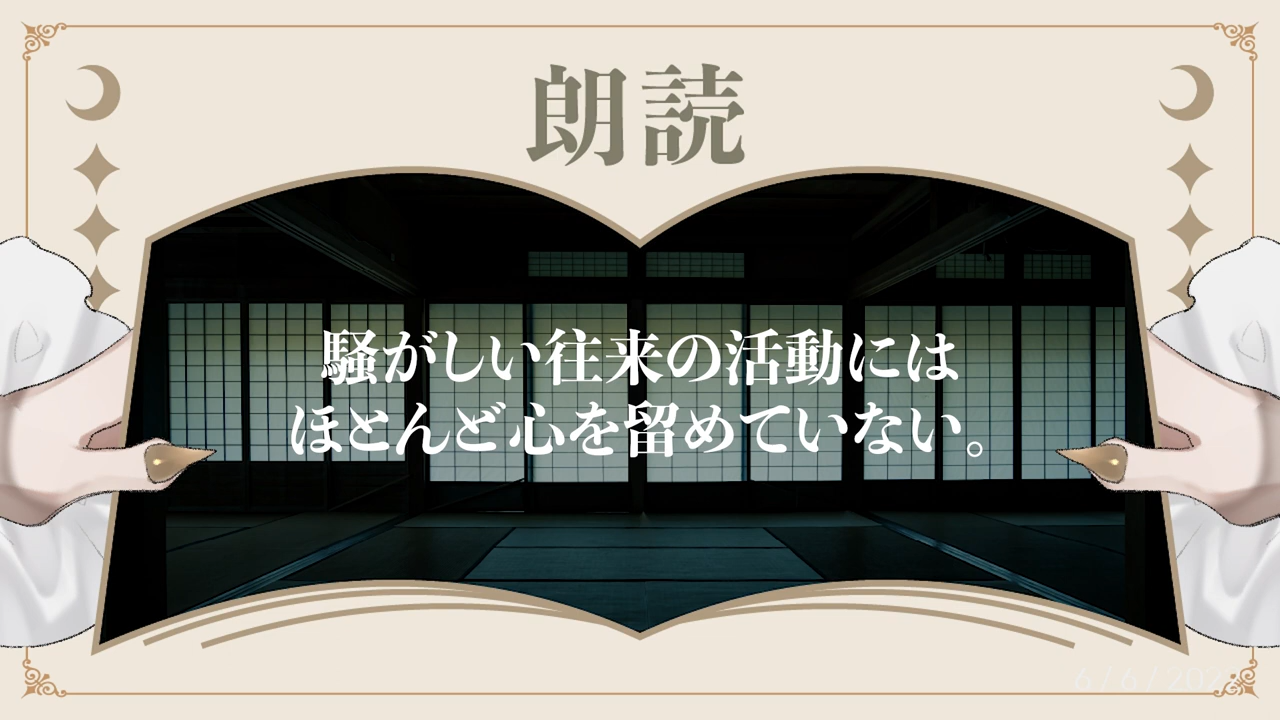 朗読
騒がしい往来の活動には
ほとんど心を留めていない。